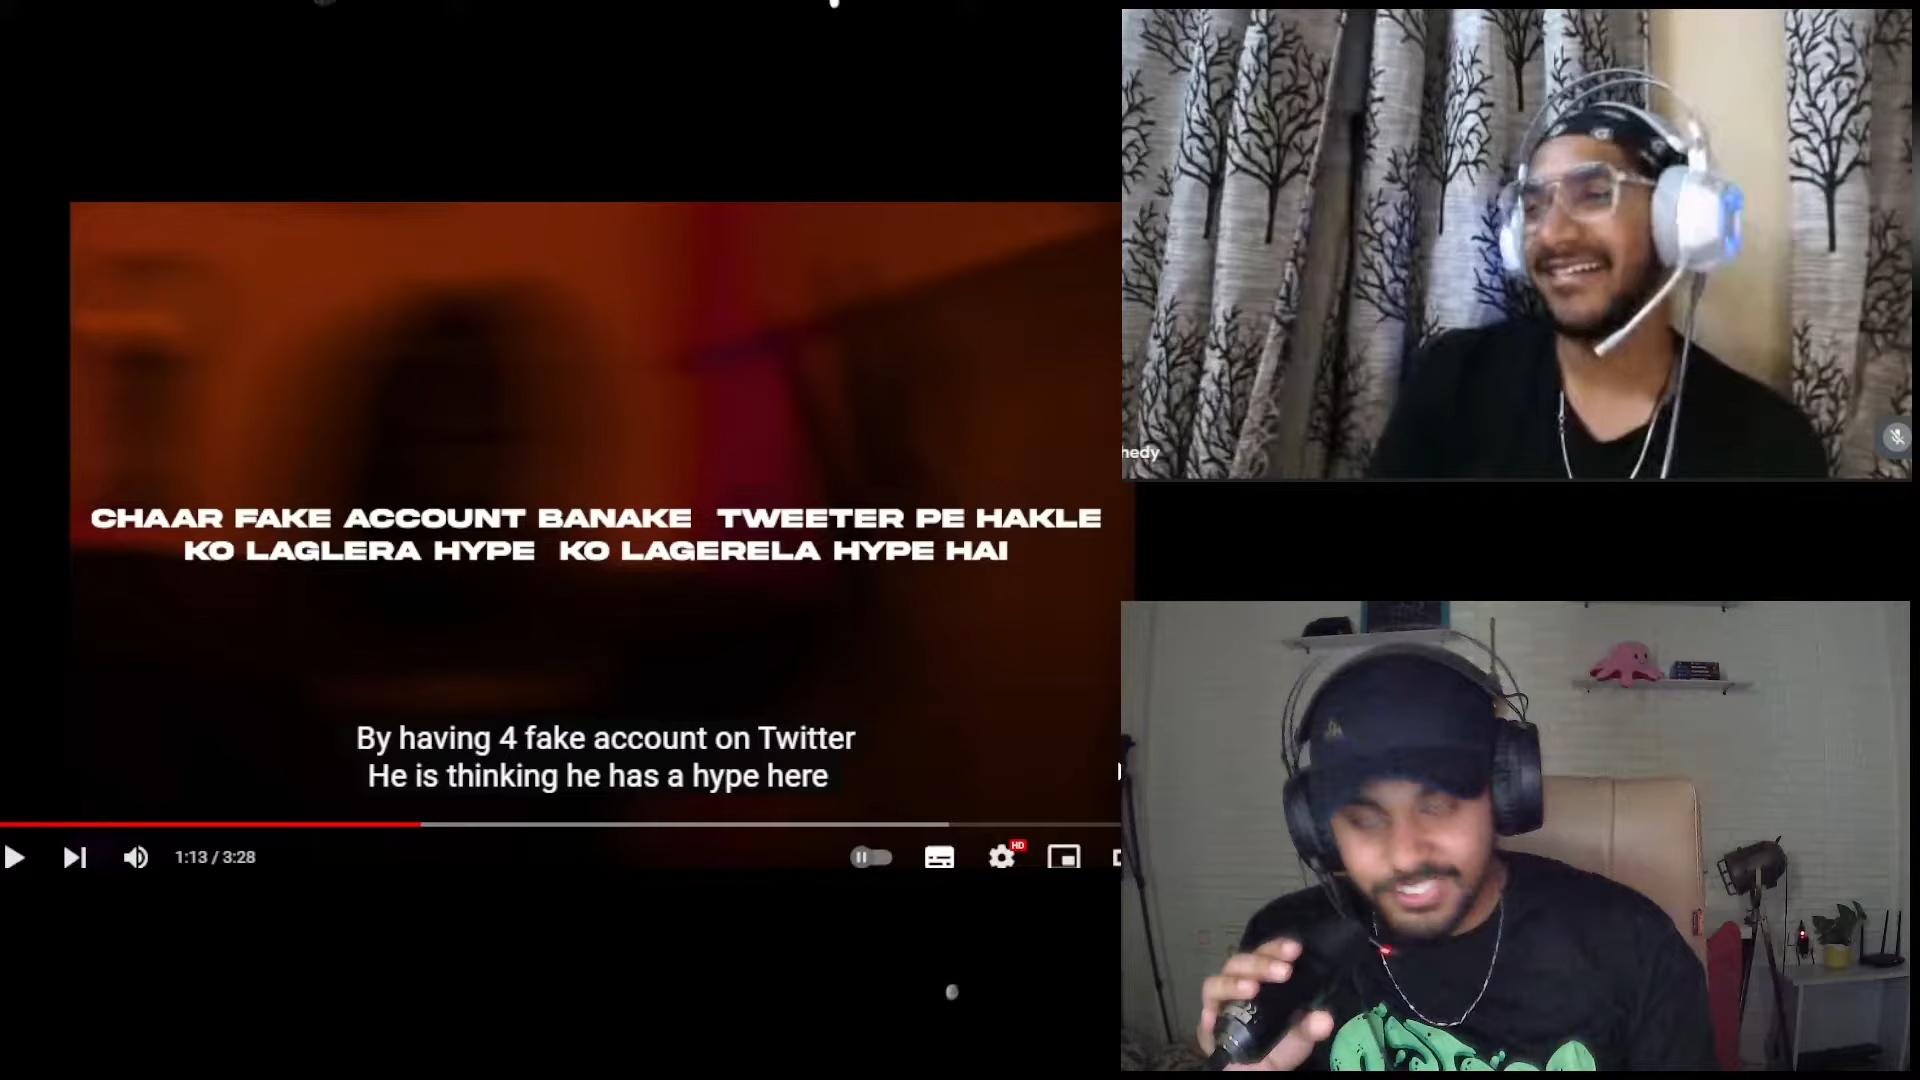 CHAAR FAKE ACCOUNT BANAKE TWEETER PE HAKLE
KO LAGLERA HYPE KO LAGERELA HYPE HAI
By having 4 fake account on Twitter
He is thinking he has a hype here
HD
1:13 / 3:28
hedy